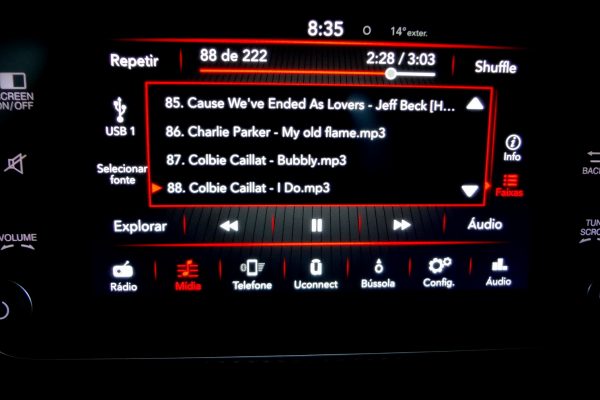 8:35 O 14° exter.
Repetir 88 de 222 2:28 / 3:03 Shuffle
SCREEN
ON/OFF
USB 1
85. Cause We've Ended As Lovers - Jeff Beck [H...
86. Charlie Parker - My old flame.mp3
87. Colbie Caillat - Bubbly.mp3
88. Colbie Caillat - I Do.mp3
Selecionar
fonte
i
Info
Faixas
BACK
VOLUME
Explorar Áudio
TUNE
SCROLL
Rádio Mídia Telefone Uconnect Bússola Config. Áudio